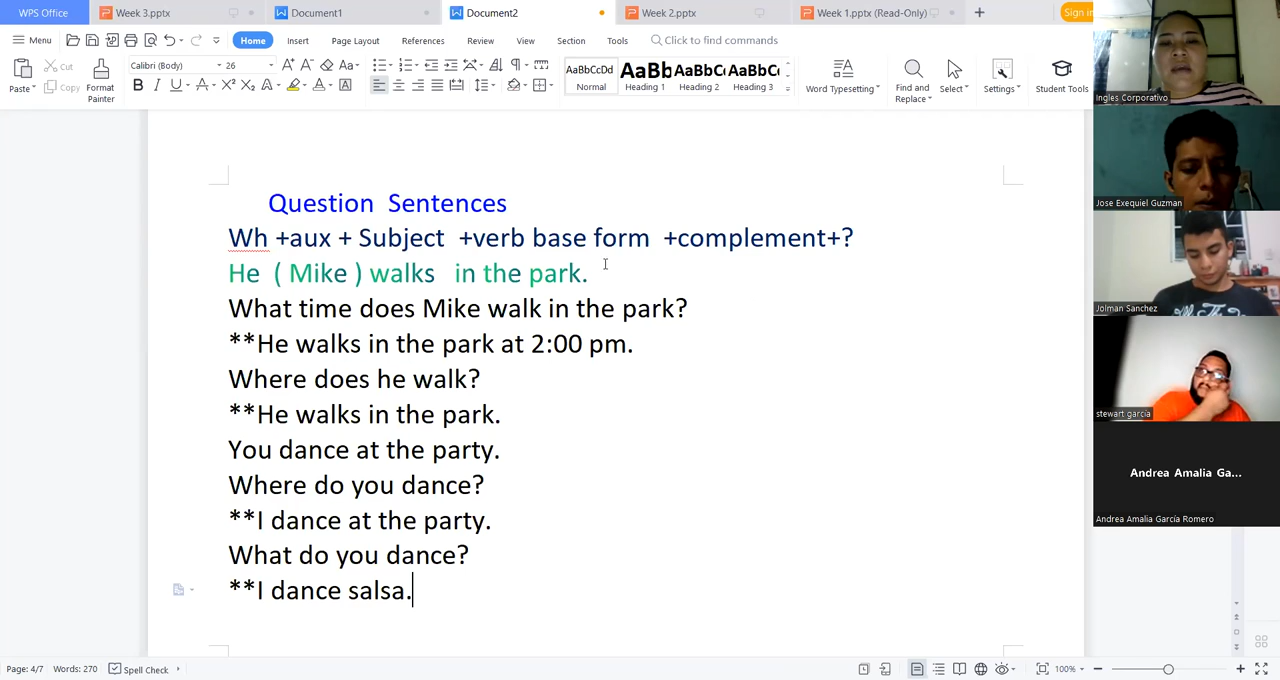 WPS Office Week 3.pptx Document1 Document2 Week 2.pptx Week 1.pptx (Read-Only) + Sign in
Menu Home Insert Page Layout References Review View Section Tools Click to find commands
Paste Cut Copy Format Painter Calibri (Body) 26 AaBbCcDd Normal AaBb Heading 1 AaBbC Heading 2 AaBbC Heading 3 Word Typesetting Find and Replace Select Settings Student Tools
Ingles Corporativo
Jose Exequiel Guzman
Jolman Sanchez
stewart garcia
Andrea Amalia Ga...
Andrea Amalia García Romero
Question Sentences
Wh +aux + Subject +verb base form +complement+?
He ( Mike ) walks in the park.
What time does Mike walk in the park?
**He walks in the park at 2:00 pm.
Where does he walk?
**He walks in the park.
You dance at the party.
Where do you dance?
**I dance at the party.
What do you dance?
**I dance salsa.
Page: 4/7 Words: 270 Spell Check 100%